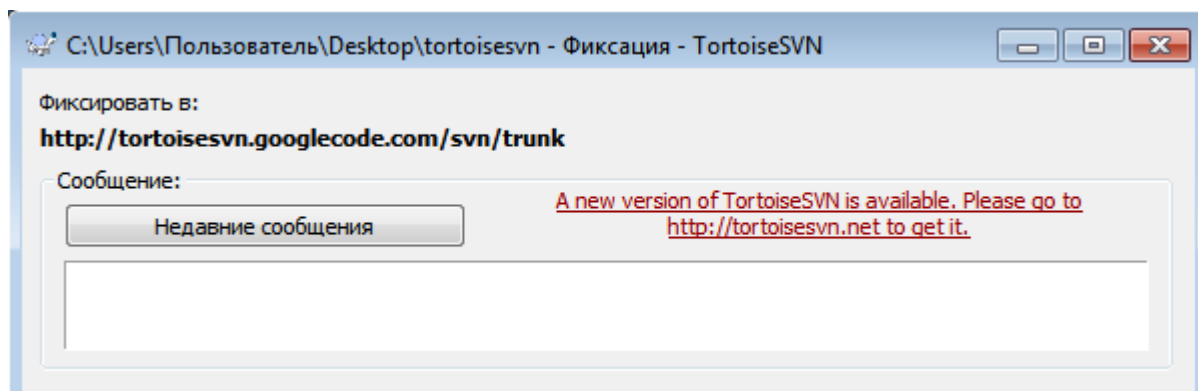 C:\Users\Пользователь\Desktop\tortoisesvn - Фиксация - TortoiseSVN
Фиксировать в:
http://tortoisesvn.googlecode.com/svn/trunk
Сообщение:
Недавние сообщения
A new version of TortoiseSVN is available. Please go to
http://tortoisesvn.net to get it.